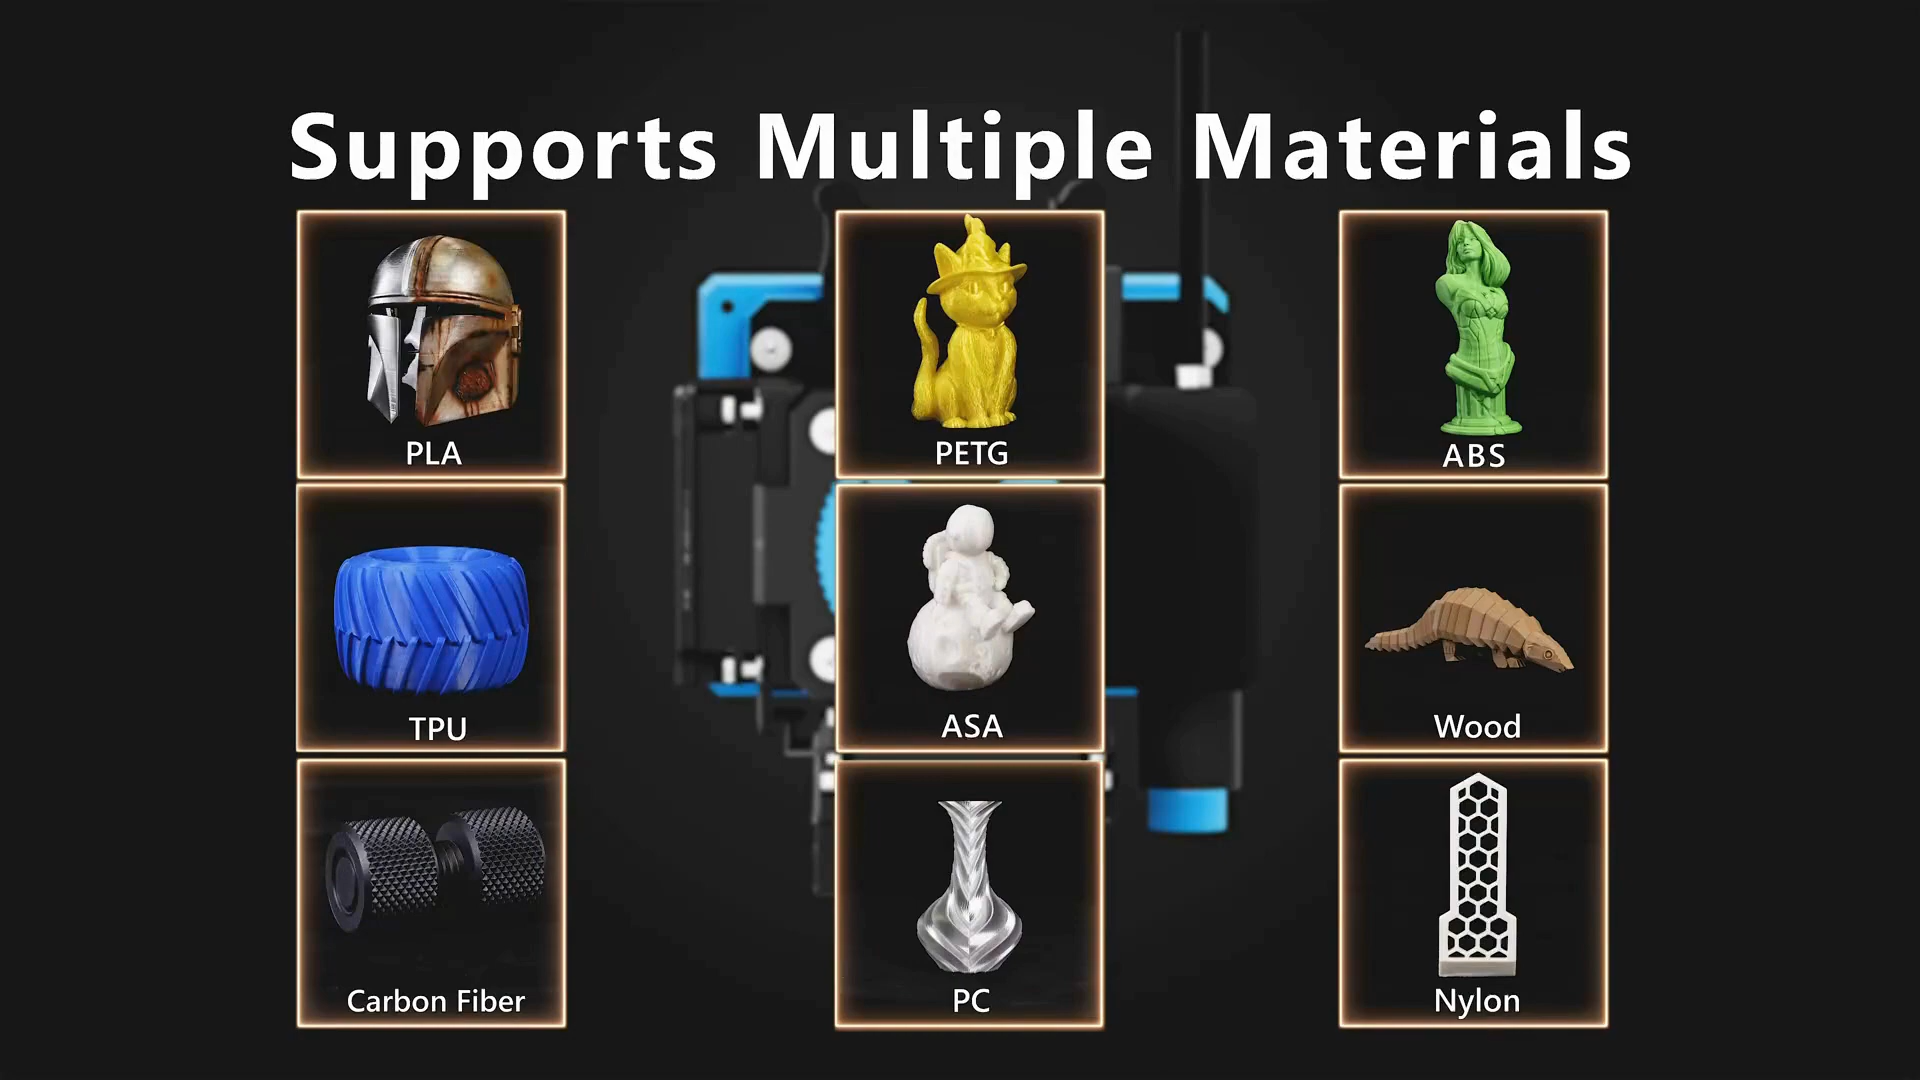 Supports Multiple Materials
PLA
PETG
ABS
TPU
ASA
Wood
Carbon Fiber
PC
Nylon